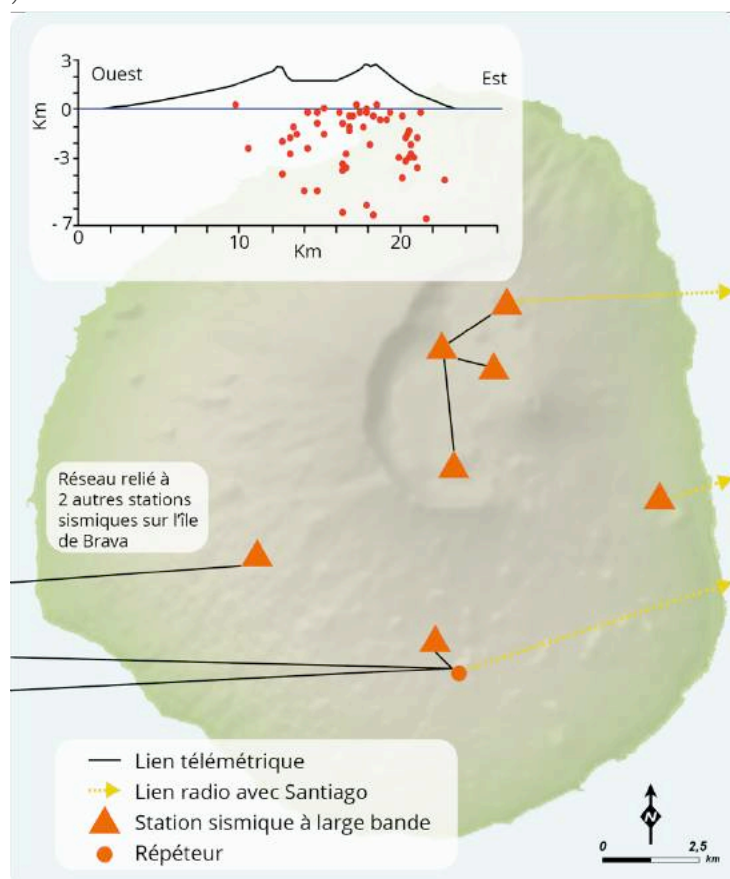 3
Ouest
Est
Km
0
-3
-7
0
10
20
Km
Réseau relié à
2 autres stations
sismiques sur l'île
de Brava
Lien télémétrique
Lien radio avec Santiago
Station sismique à large bande
Répéteur
N
0
2,5
km